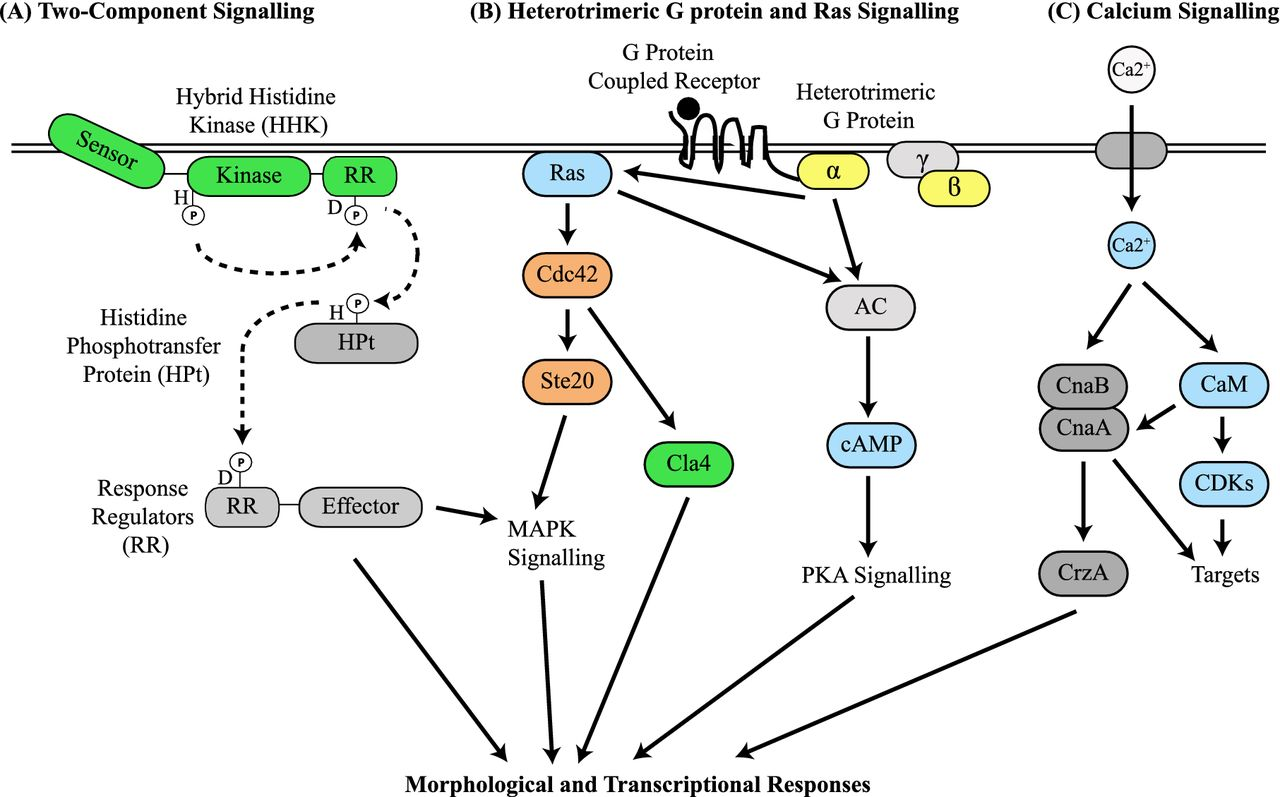 (A) Two-Component Signalling
Hybrid Histidine
Kinase (HHK)
Sensor
Kinase
RR
H
P
D
P
P
H
HPt
Histidine
Phosphotransfer
Protein (HPt)
P
D
RR
Effector
Response
Regulators
(RR)
(B) Heterotrimeric G protein and Ras Signalling
G Protein
Coupled Receptor
Heterotrimeric
G Protein
Ras
α
γ
β
Cdc42
AC
Ste20
Cla4
cAMP
MAPK
Signalling
PKA Signalling
(C) Calcium Signalling
Ca2+
Ca2+
CnaB
CnaA
CaM
CDKs
CrzA
Targets
Morphological and Transcriptional Responses